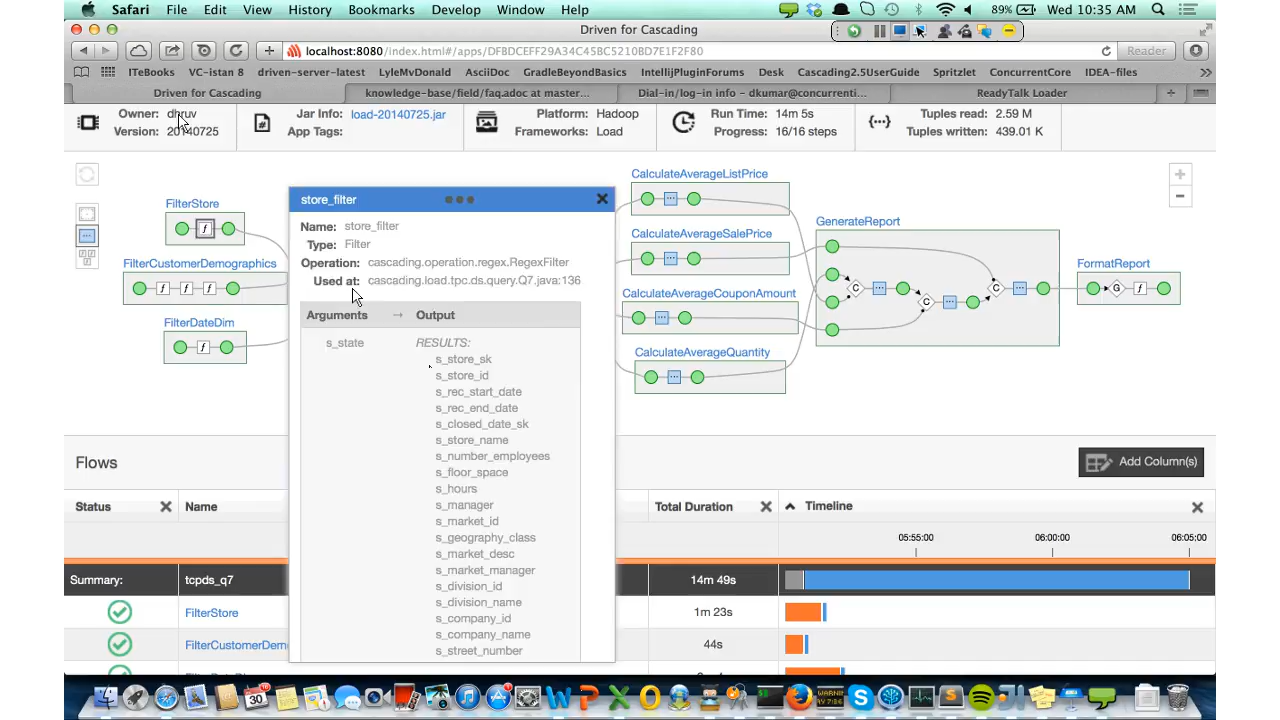 Safari File Edit View History Bookmarks Develop Window Help 89% Wed 10:35 AM
Driven for Cascading
localhost:8080/index.html#/apps/DFBDCEFF29A34C45BC5210BD7E1F2F80 Reader
ITeBooks VC-istan 8 driven-server-latest LyleMvDonald AsciiDoc GradleBeyondBasics IntellijPluginForums Desk Cascading2.5UserGuide Spritzlet ConcurrentCore IDEA-files
Driven for Cascading knowledge-base/field/faq.adoc at master... Dial-in/log-in info - dkumar@concurrenti... ReadyTalk Loader
Owner: dhruv Jar Info: load-20140725.jar Platform: Hadoop Run Time: 14m 5s Tuples read: 2.59 M
Version: 20140725 App Tags: Frameworks: Load Progress: 16/16 steps Tuples written: 439.01 K
FilterStore
f
FilterCustomerDemographics
f f f
FilterDateDim
f
CalculateAverageListPrice
CalculateAverageSalePrice
CalculateAverageCouponAmount
CalculateAverageQuantity
GenerateReport
C C C
FormatReport
G f
store_filter
Name: store_filter
Type: Filter
Operation: cascading.operation.regex.RegexFilter
Used at: cascading.load.tpc.ds.query.Q7.java:136
Arguments → Output
s_state RESULTS:
s_store_sk
s_store_id
s_rec_start_date
s_rec_end_date
s_closed_date_sk
s_store_name
s_number_employees
s_floor_space
s_hours
s_manager
s_market_id
s_geography_class
s_market_desc
s_market_manager
s_division_id
s_division_name
s_company_id
s_company_name
s_street_number
Flows Add Column(s)
Status Name Total Duration Timeline
05:55:00 06:00:00 06:05:00
Summary: tcpds_q7 14m 49s
FilterStore 1m 23s
FilterCustomerDem 44s